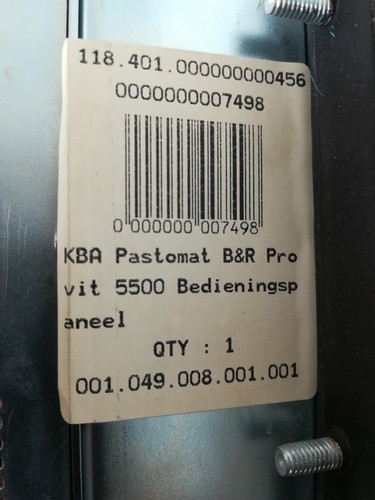 118.401.000000000456
0000000007498
0 000000 007498
KBA Pastomat B&R Pro
vit 5500 Bedieningsp
aneel
QTY : 1
001.049.008.001.001